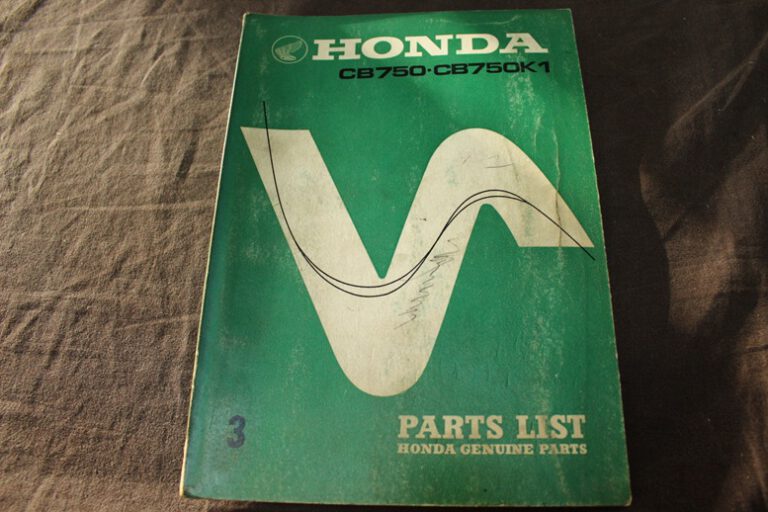 HONDA
CB750·CB750K1
3
PARTS LIST
HONDA GENUINE PARTS